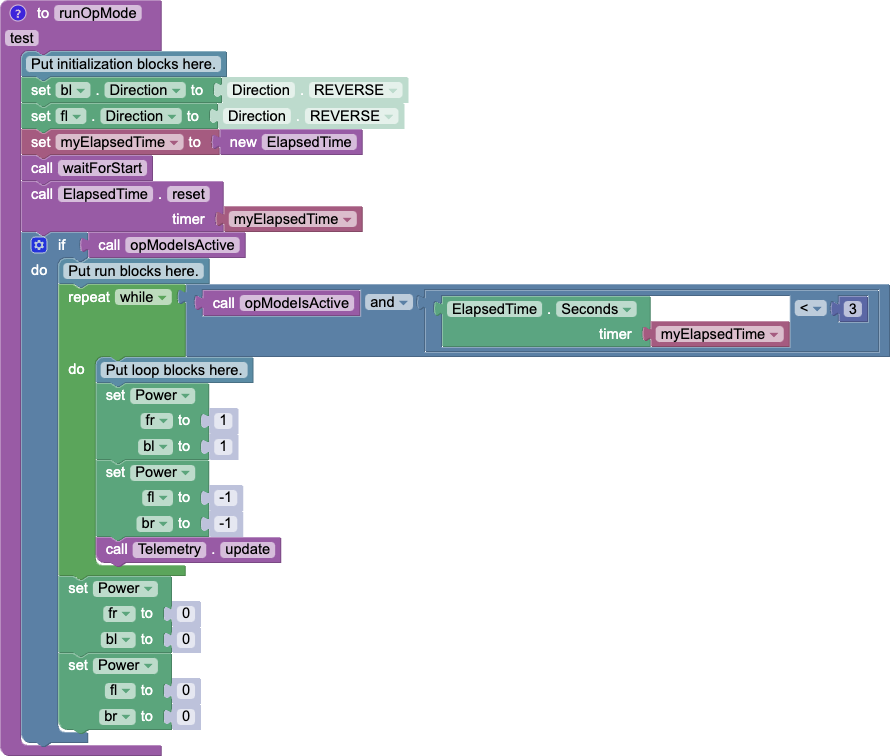 ? to runOpMode
test
Put initialization blocks here.
set bl . Direction to Direction . REVERSE
set fl . Direction to Direction . REVERSE
set myElapsedTime to new ElapsedTime
call waitForStart
call ElapsedTime . reset
timer myElapsedTime
if call opModeIsActive
do Put run blocks here.
repeat while call opModeIsActive and ElapsedTime . Seconds < 3
timer myElapsedTime
do Put loop blocks here.
set Power
fr to 1
bl to 1
set Power
fl to -1
br to -1
call Telemetry . update
set Power
fr to 0
bl to 0
set Power
fl to 0
br to 0